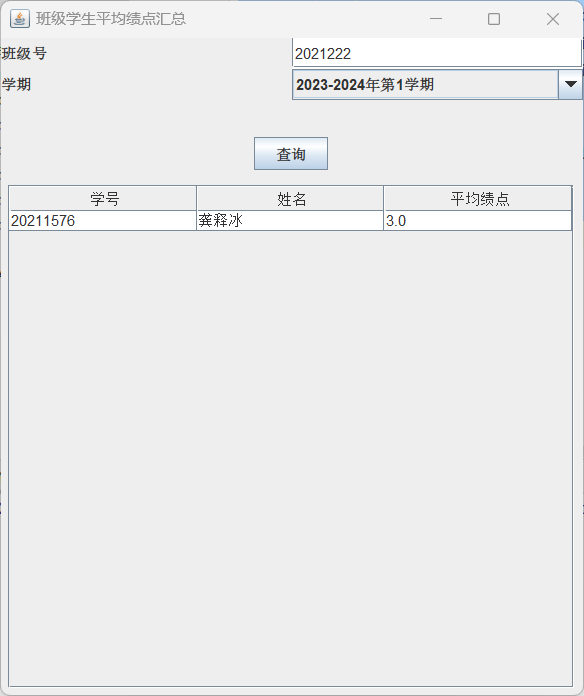 班级学生平均绩点汇总
班级号 2021222
学期 2023-2024年第1学期
查询
学号 姓名 平均绩点
20211576 龚释冰 3.0